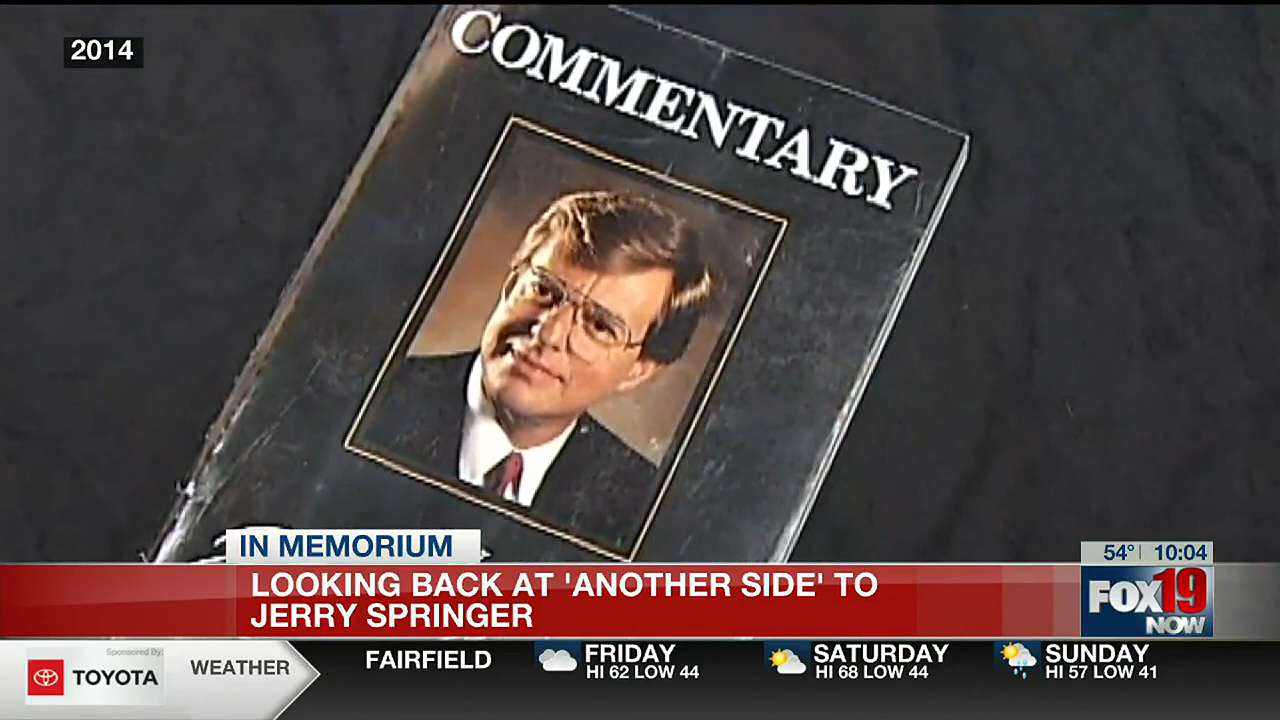 2014
COMMENTARY
IN MEMORIUM
LOOKING BACK AT 'ANOTHER SIDE' TO
JERRY SPRINGER
54° 10:04
FOX19
NOW
Sponsored By:
TOYOTA
WEATHER
FAIRFIELD
FRIDAY
HI 62 LOW 44
SATURDAY
HI 68 LOW 44
SUNDAY
HI 57 LOW 41